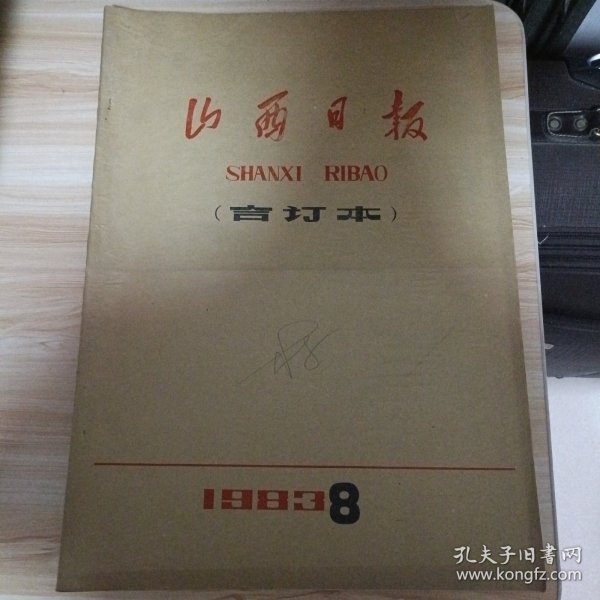 山西日报
SHANXI RIBAO
（合订本）
1983 8
孔夫子旧书网
www.kongfz.com